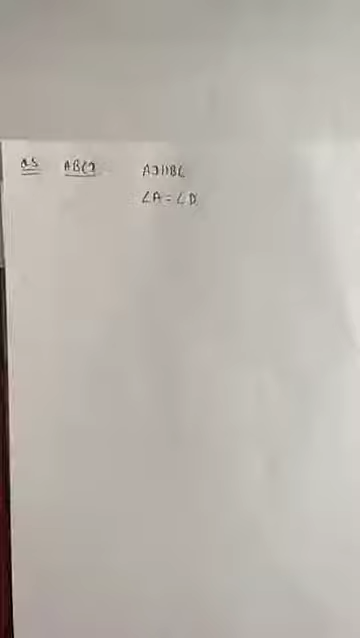 Q5 ABCD AD||BC
∠A = ∠D